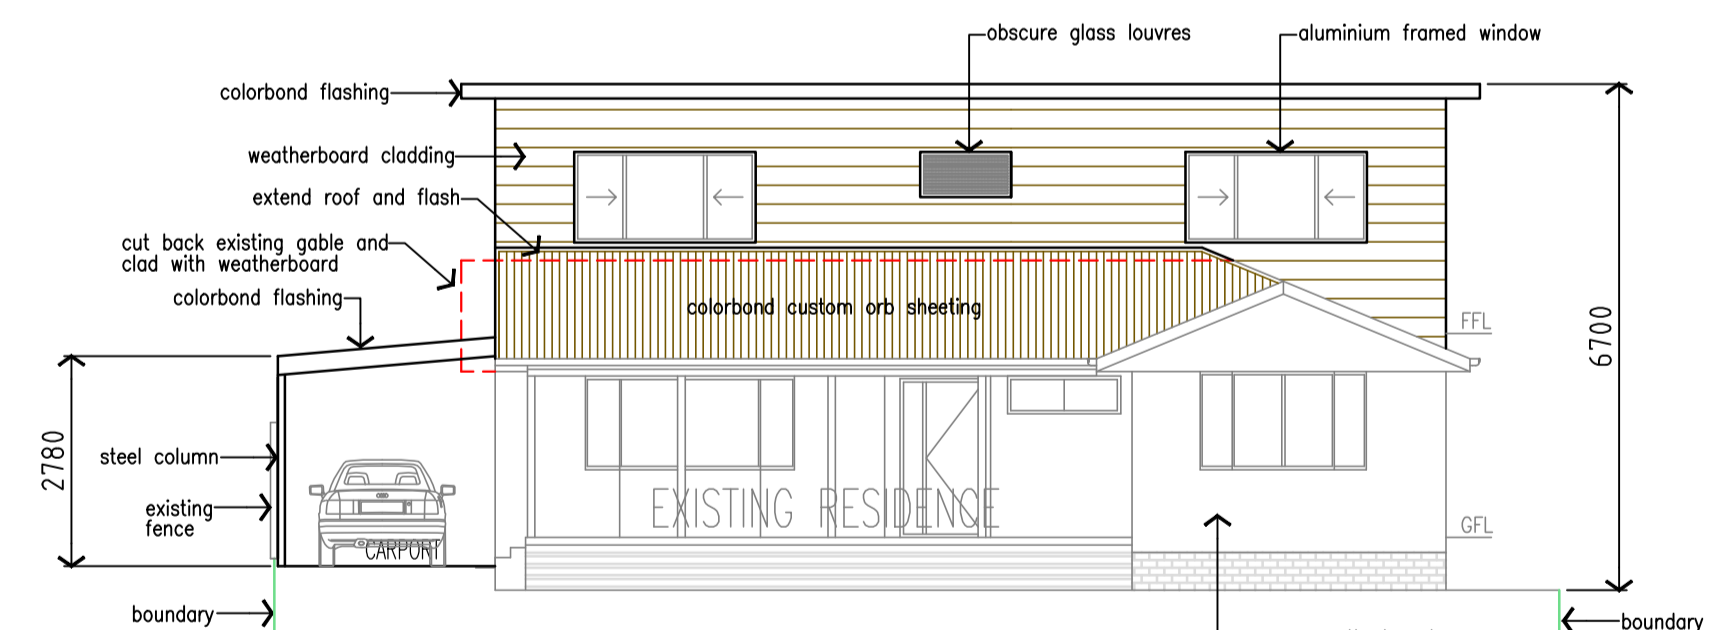 obscure glass louvres
aluminium framed window
colorbond flashing
weatherboard cladding
extend roof and flash
cut back existing gable and
clad with weatherboard
colorbond flashing
colorbond custom orb sheeting
FFL
6700
2780
steel column
existing
fence
EXISTING RESIDENCE
CARPORT
GFL
boundary
boundary